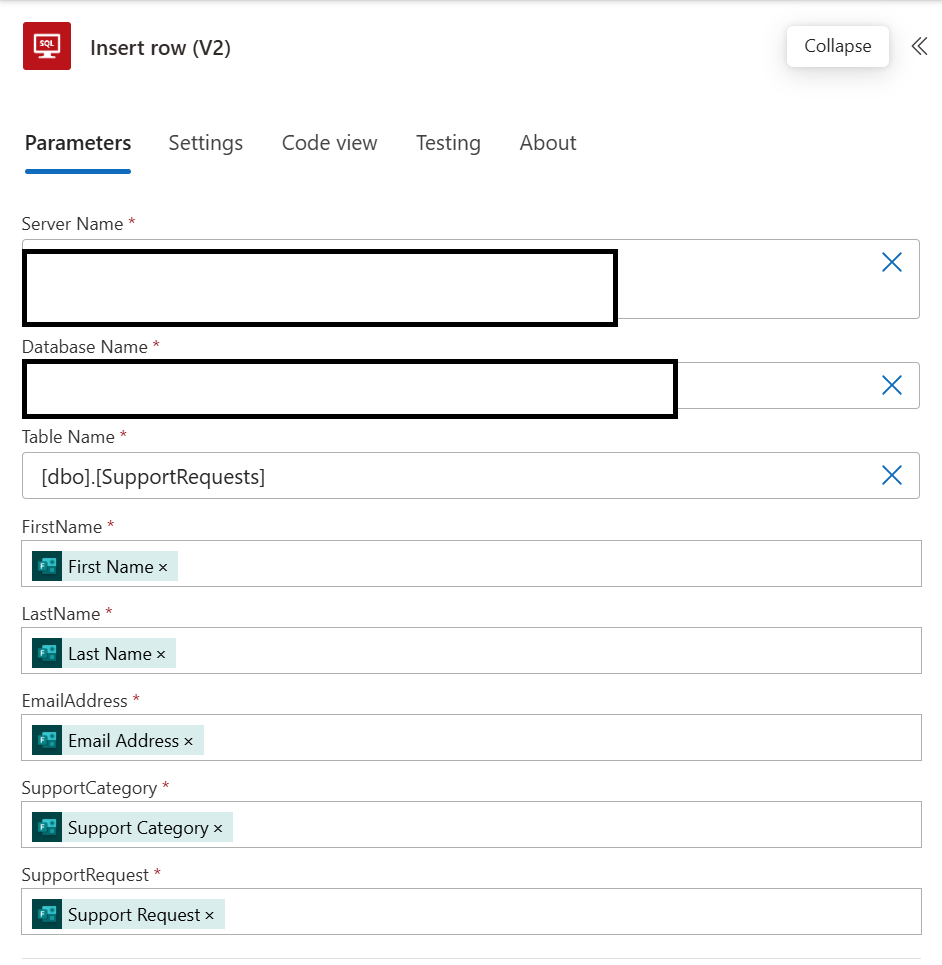 SQL
Insert row (V2)
Collapse
Parameters Settings Code view Testing About
Server Name *
Database Name *
Table Name *
[dbo].[SupportRequests]
FirstName *
F First Name ×
LastName *
F Last Name ×
EmailAddress *
F Email Address ×
SupportCategory *
F Support Category ×
SupportRequest *
F Support Request ×